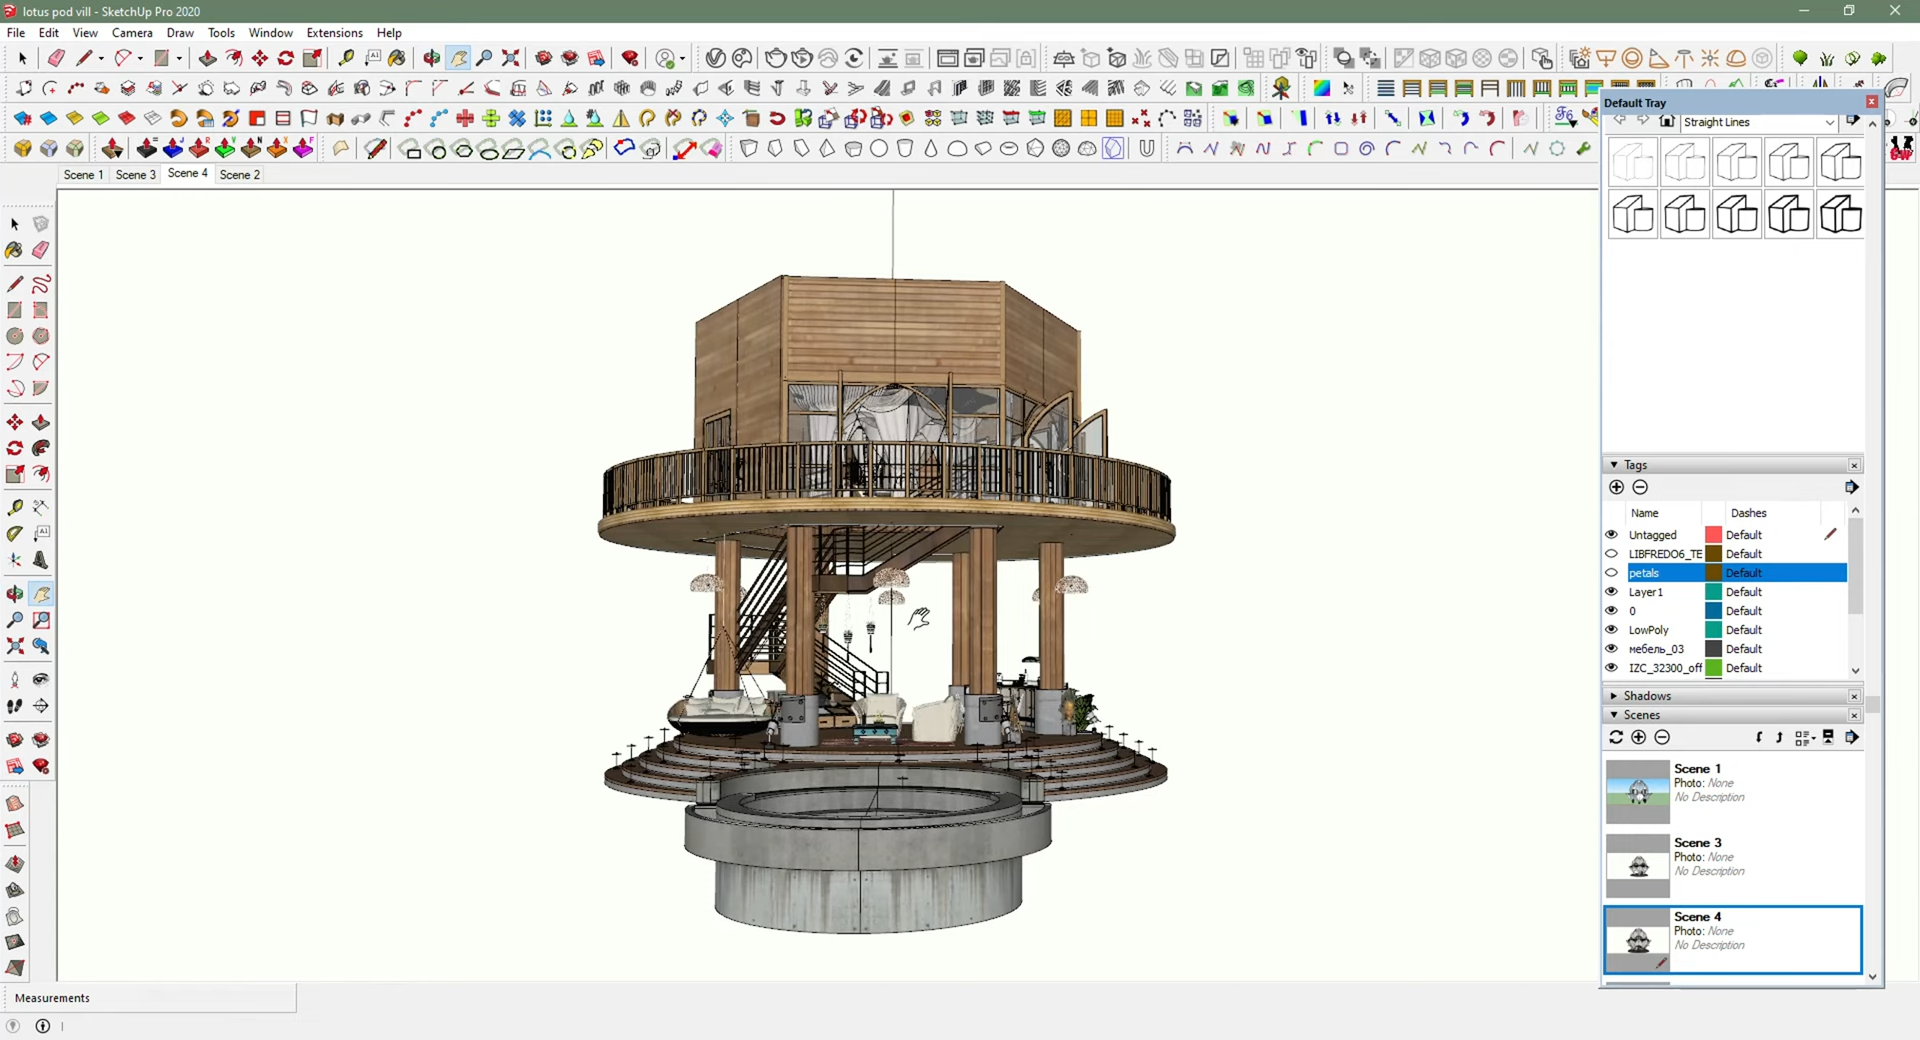 lotus pod vill - SketchUp Pro 2020
File Edit View Camera Draw Tools Window Extensions Help
Default Tray
Straight Lines
Scene 1 Scene 3 Scene 4 Scene 2
Tags
Name Dashes
Untagged Default
LIBFREDO6_TE Default
petals Default
Layer1 Default
0 Default
LowPoly Default
мебель_03 Default
IZC_32300_off Default
Shadows
Scenes
Scene 1
Photo: None
No Description
Scene 3
Photo: None
No Description
Scene 4
Photo: None
No Description
Measurements